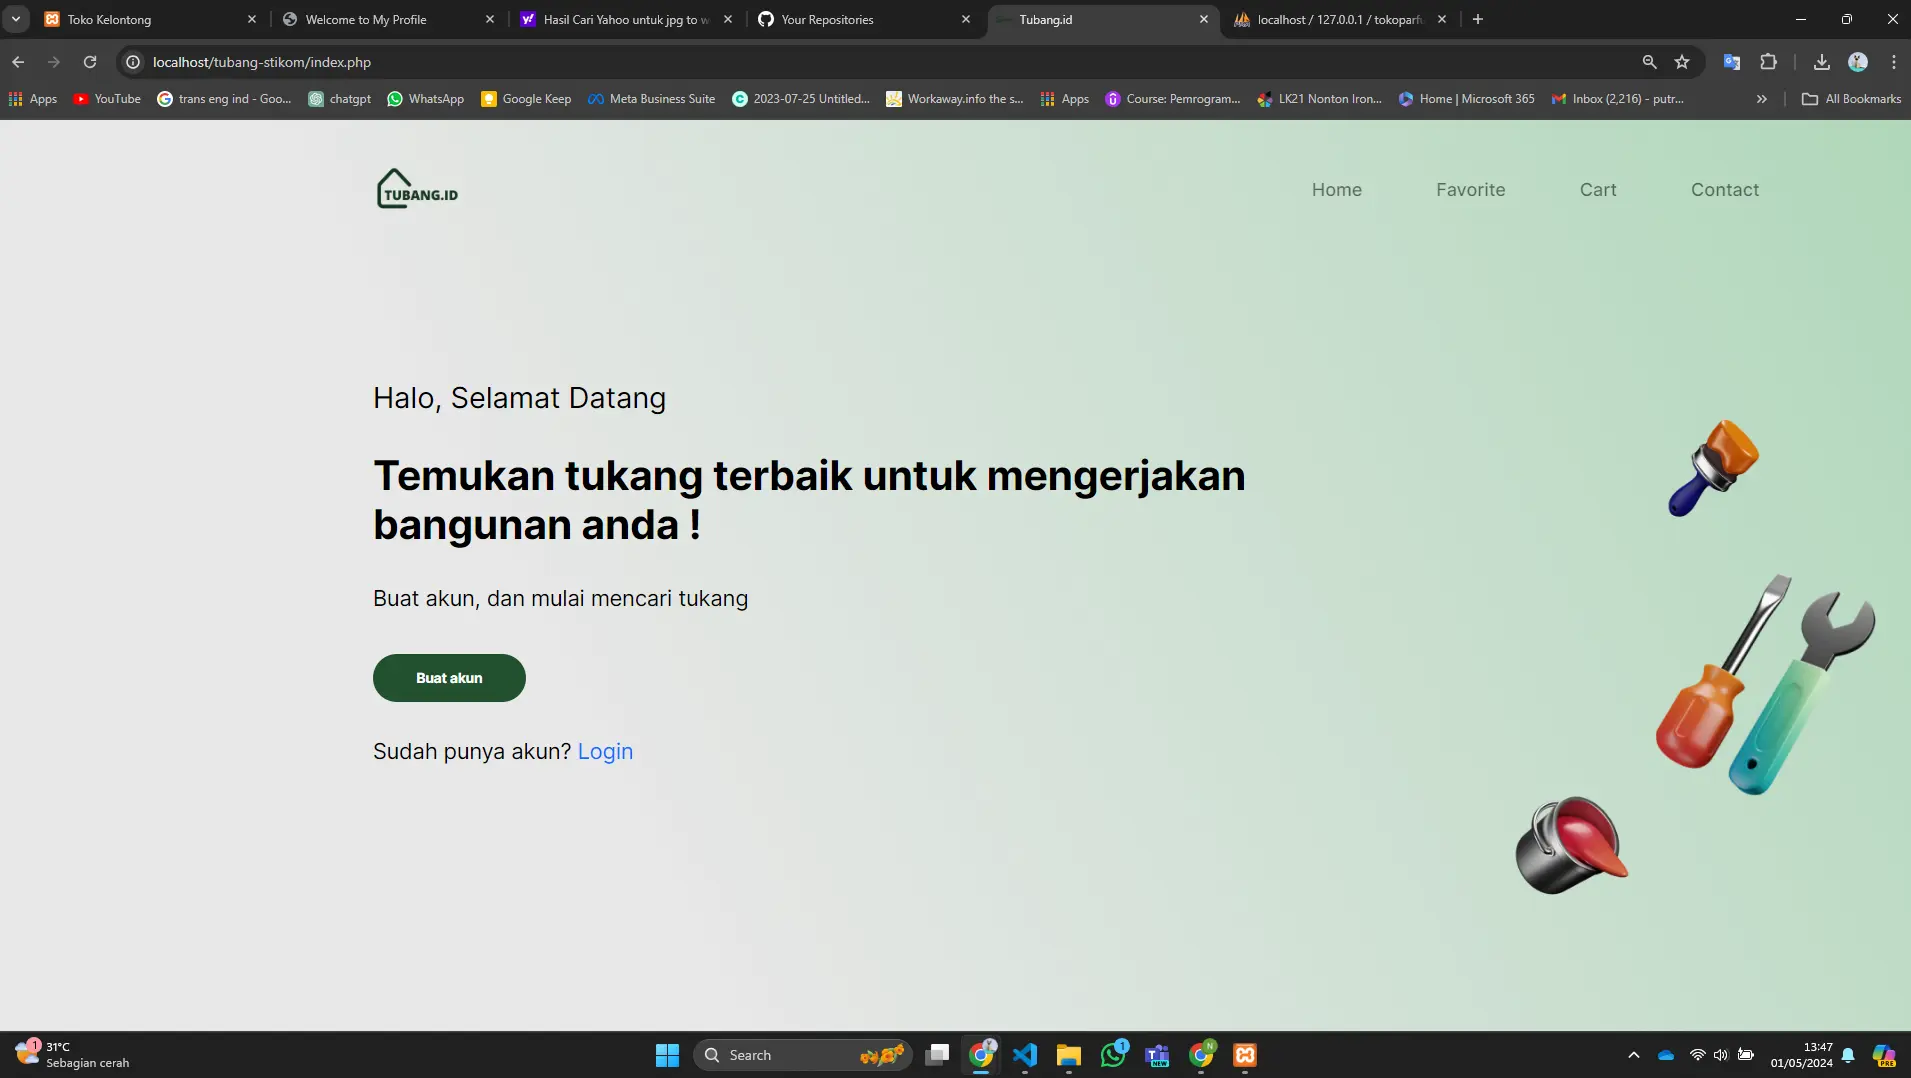 Toko Kelontong
Welcome to My Profile
Hasil Cari Yahoo untuk jpg to w
Your Repositories
Tubang.id
localhost / 127.0.0.1 / tokoparfu
localhost/tubang-stikom/index.php
Apps
YouTube
trans eng ind - Goo...
chatgpt
WhatsApp
Google Keep
Meta Business Suite
2023-07-25 Untitled...
Workaway.info the s...
Apps
Course: Pemrogram...
LK21 Nonton Iron...
Home | Microsoft 365
Inbox (2,216) - putr...
All Bookmarks
TUBANG.ID
Home
Favorite
Cart
Contact
Halo, Selamat Datang
Temukan tukang terbaik untuk mengerjakan
bangunan anda !
Buat akun, dan mulai mencari tukang
Buat akun
Sudah punya akun? Login
1
31°C
Sebagian cerah
Search
Y
1
T
NEW
N
13:47
01/05/2024
PRE